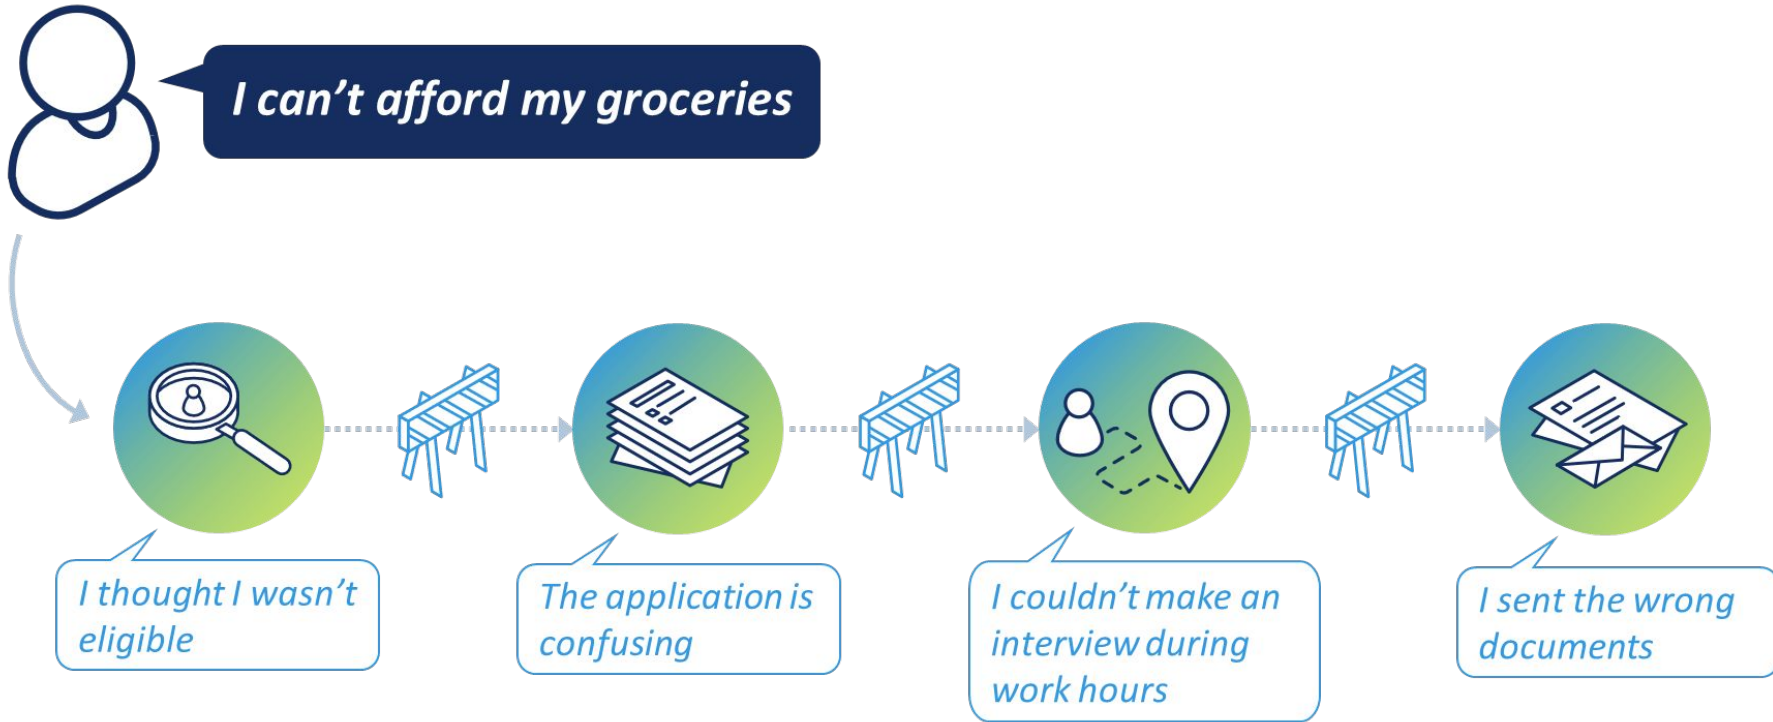 I can’t afford my groceries
I thought I wasn’t
eligible
The application is
confusing
I couldn’t make an
interview during
work hours
I sent the wrong
documents